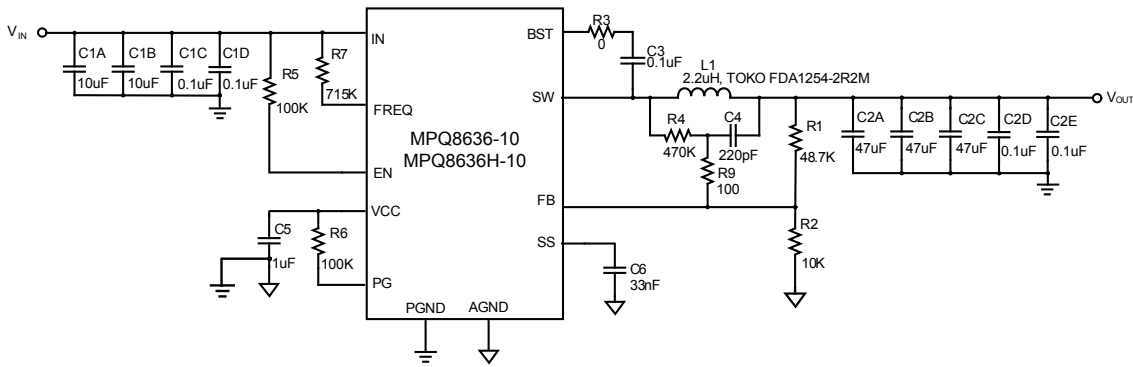 V_IN
C1A
10uF
C1B
10uF
C1C
0.1uF
C1D
0.1uF
R5
100K
R7
715K
IN
FREQ
EN
VCC
PG
C5
1uF
R6
100K
MPQ8636-10
MPQ8636H-10
PGND
AGND
BST
SW
FB
SS
R3
0
C3
0.1uF
L1
2.2uH, TOKO FDA1254-2R2M
R4
470K
C4
220pF
R9
100
R1
48.7K
R2
10K
C6
33nF
C2A
47uF
C2B
47uF
C2C
47uF
C2D
0.1uF
C2E
0.1uF
V_OUT